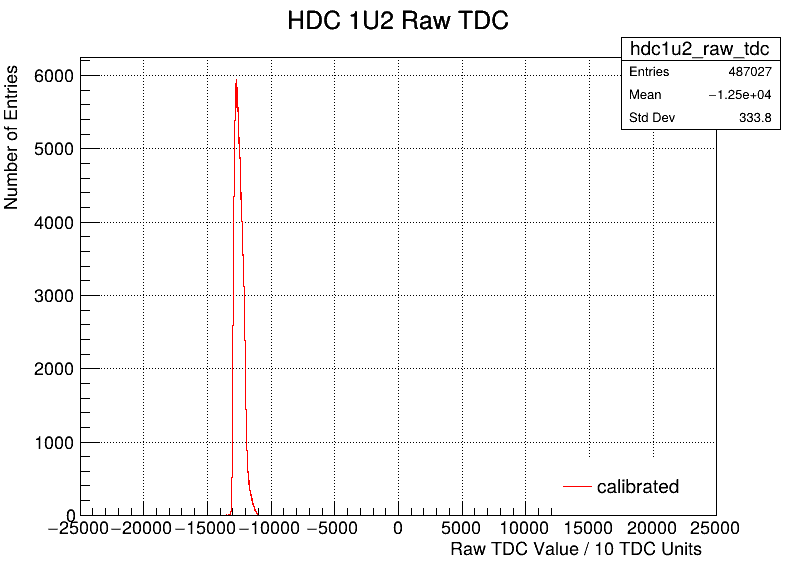 HDC 1U2 Raw TDC
hdc1u2_raw_tdc
Entries 487027
Mean −1.25e+04
Std Dev 333.8
Number of Entries
6000
5000
4000
3000
2000
1000
0
−25000 −20000 −15000 −10000 −5000 0 5000 10000 15000 20000 25000
calibrated
Raw TDC Value / 10 TDC Units